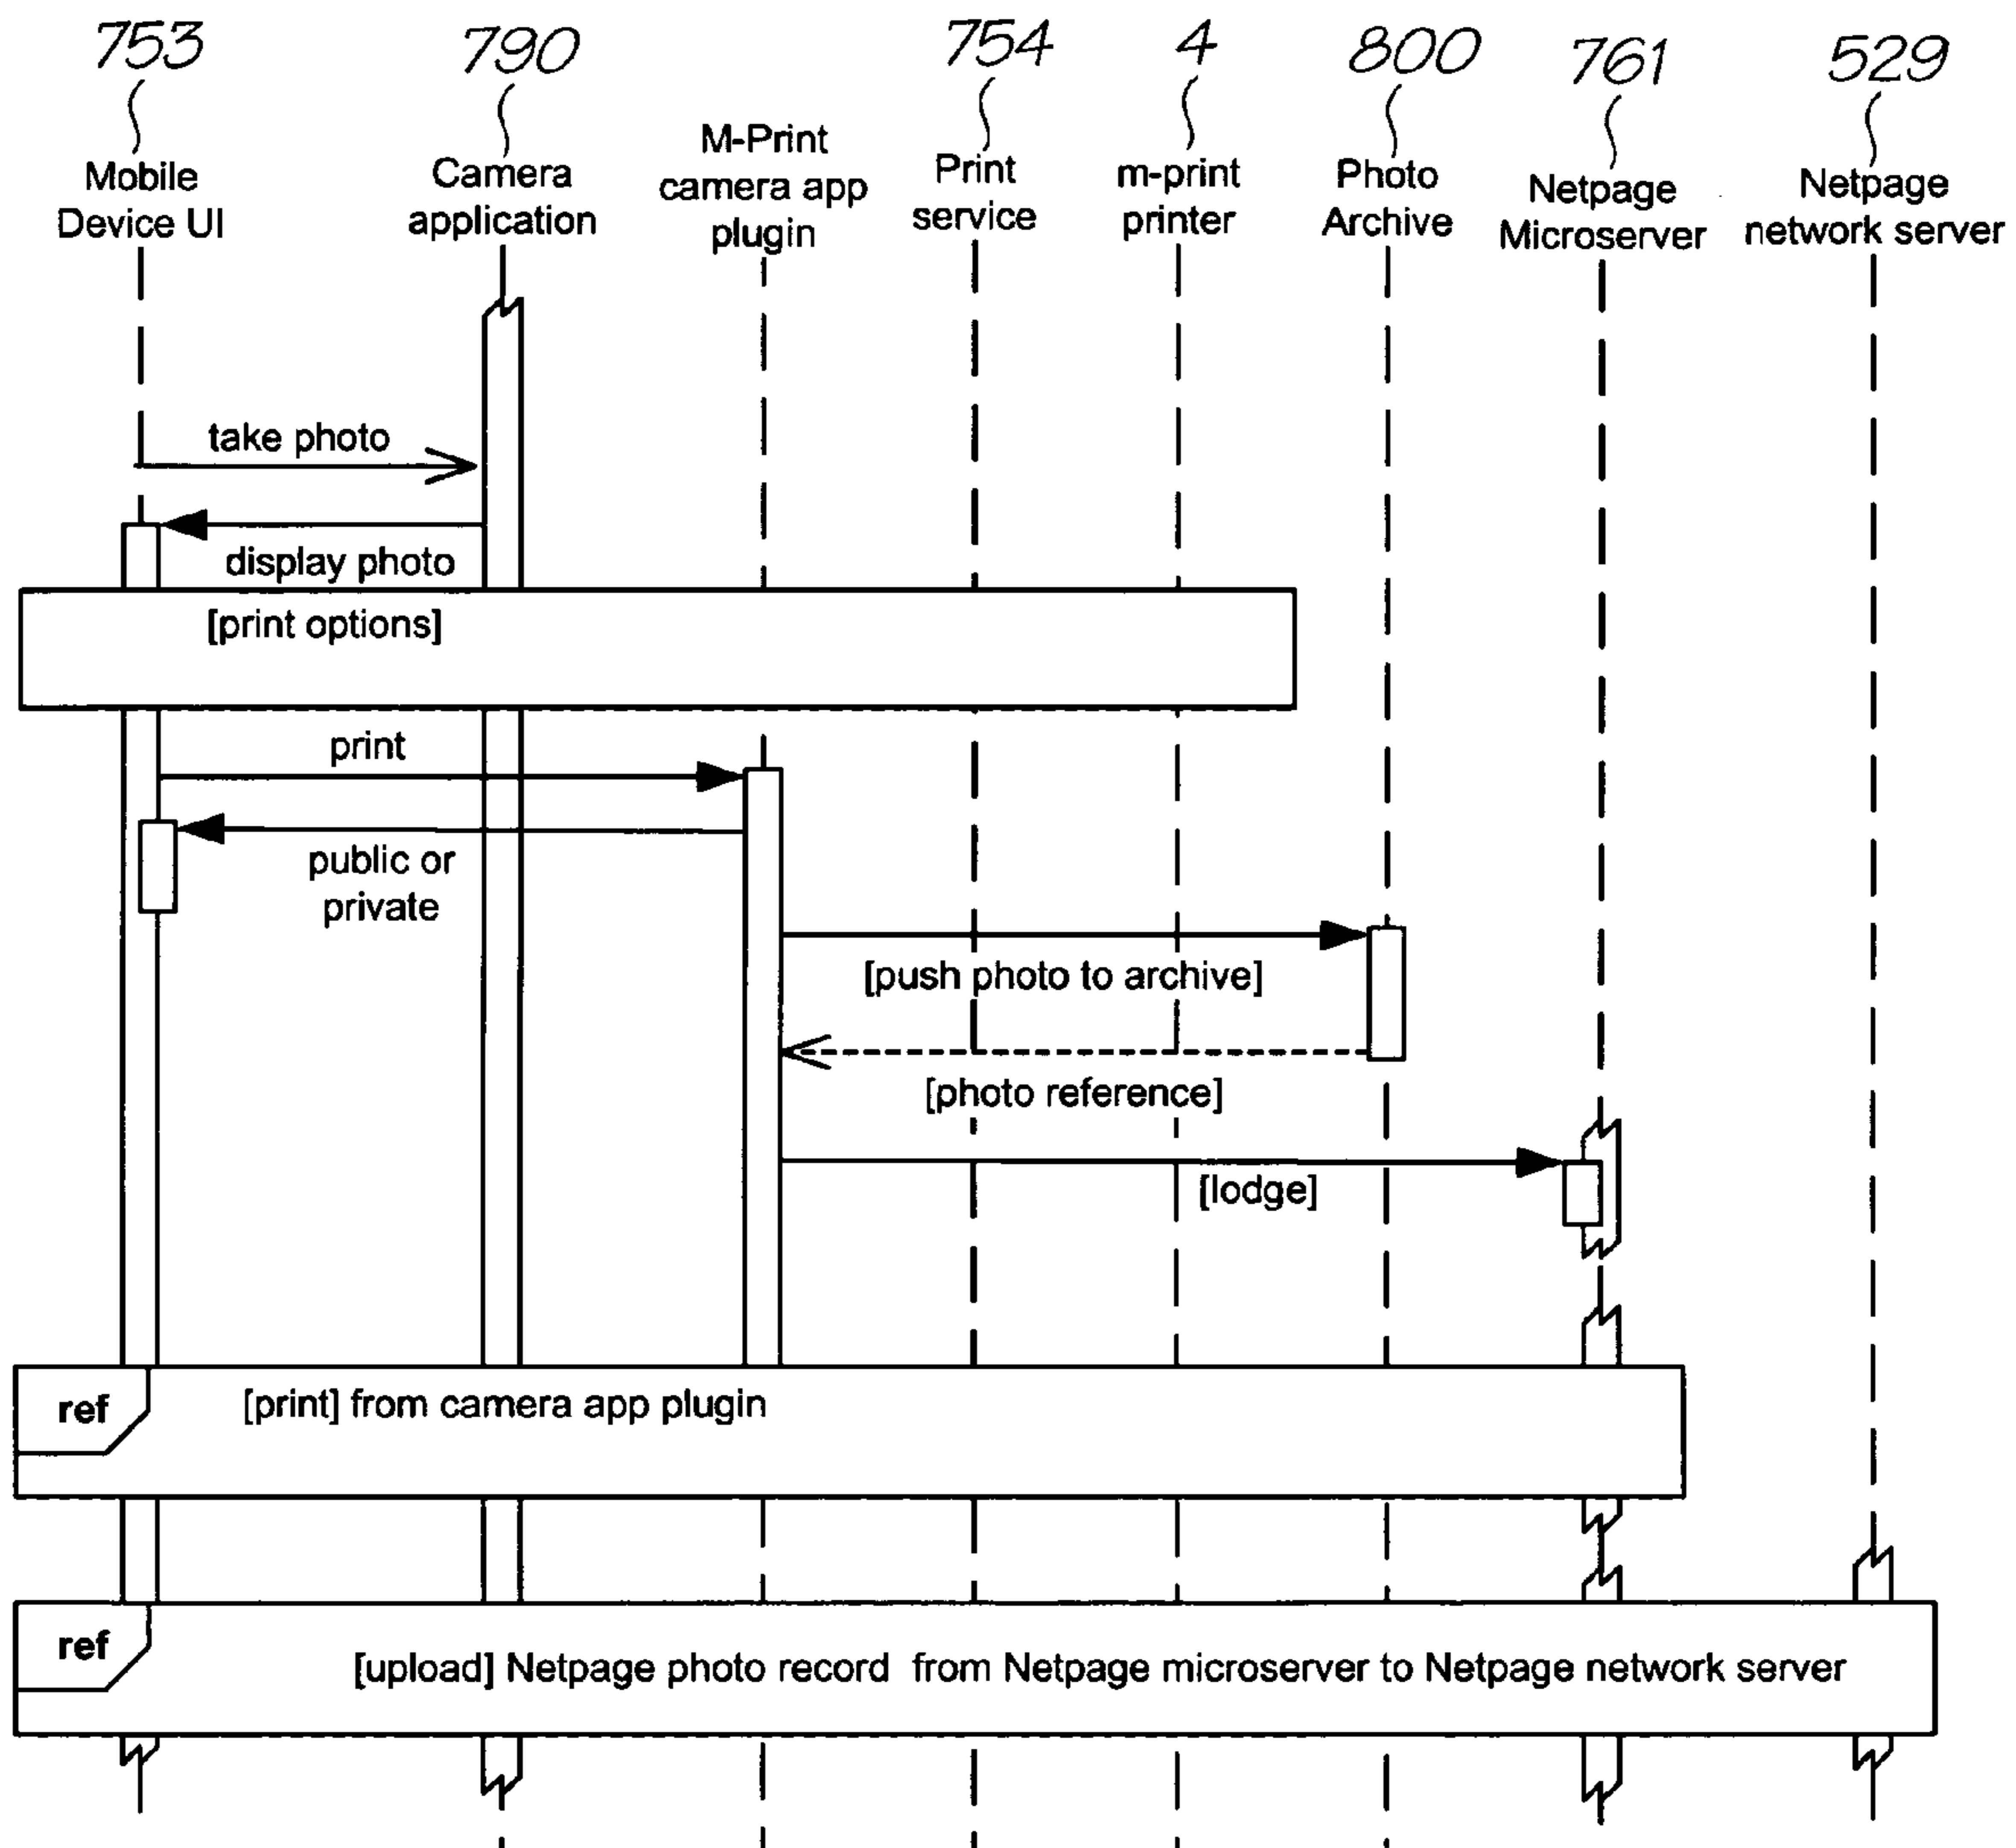 753
790
754
4
800
761
529
Mobile
Device UI
Camera
application
M-Print
camera app
plugin
Print
service
m-print
printer
Photo
Archive
Netpage
Microserver
Netpage
network server
take photo
display photo
[print options]
print
public or
private
[push photo to archive]
[photo reference]
[lodge]
ref
[print] from camera app plugin
ref
[upload] Netpage photo record from Netpage microserver to Netpage network server